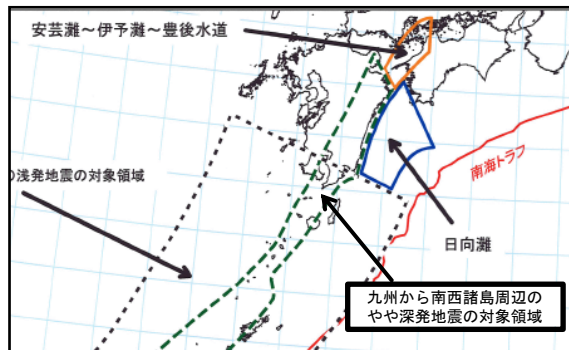 安芸灘～伊予灘～豊後水道
の浅発地震の対象領域
南海トラフ
日向灘
九州から南西諸島周辺の
やや深発地震の対象領域